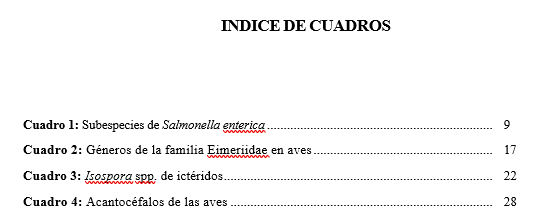 INDICE DE CUADROS
Cuadro 1: Subespecies de Salmonella enterica ........................................ 9
Cuadro 2: Géneros de la familia Eimeriidae en aves ........................................ 17
Cuadro 3: Isospora spp. de ictéridos ........................................ 22
Cuadro 4: Acantocéfalos de las aves ........................................ 28